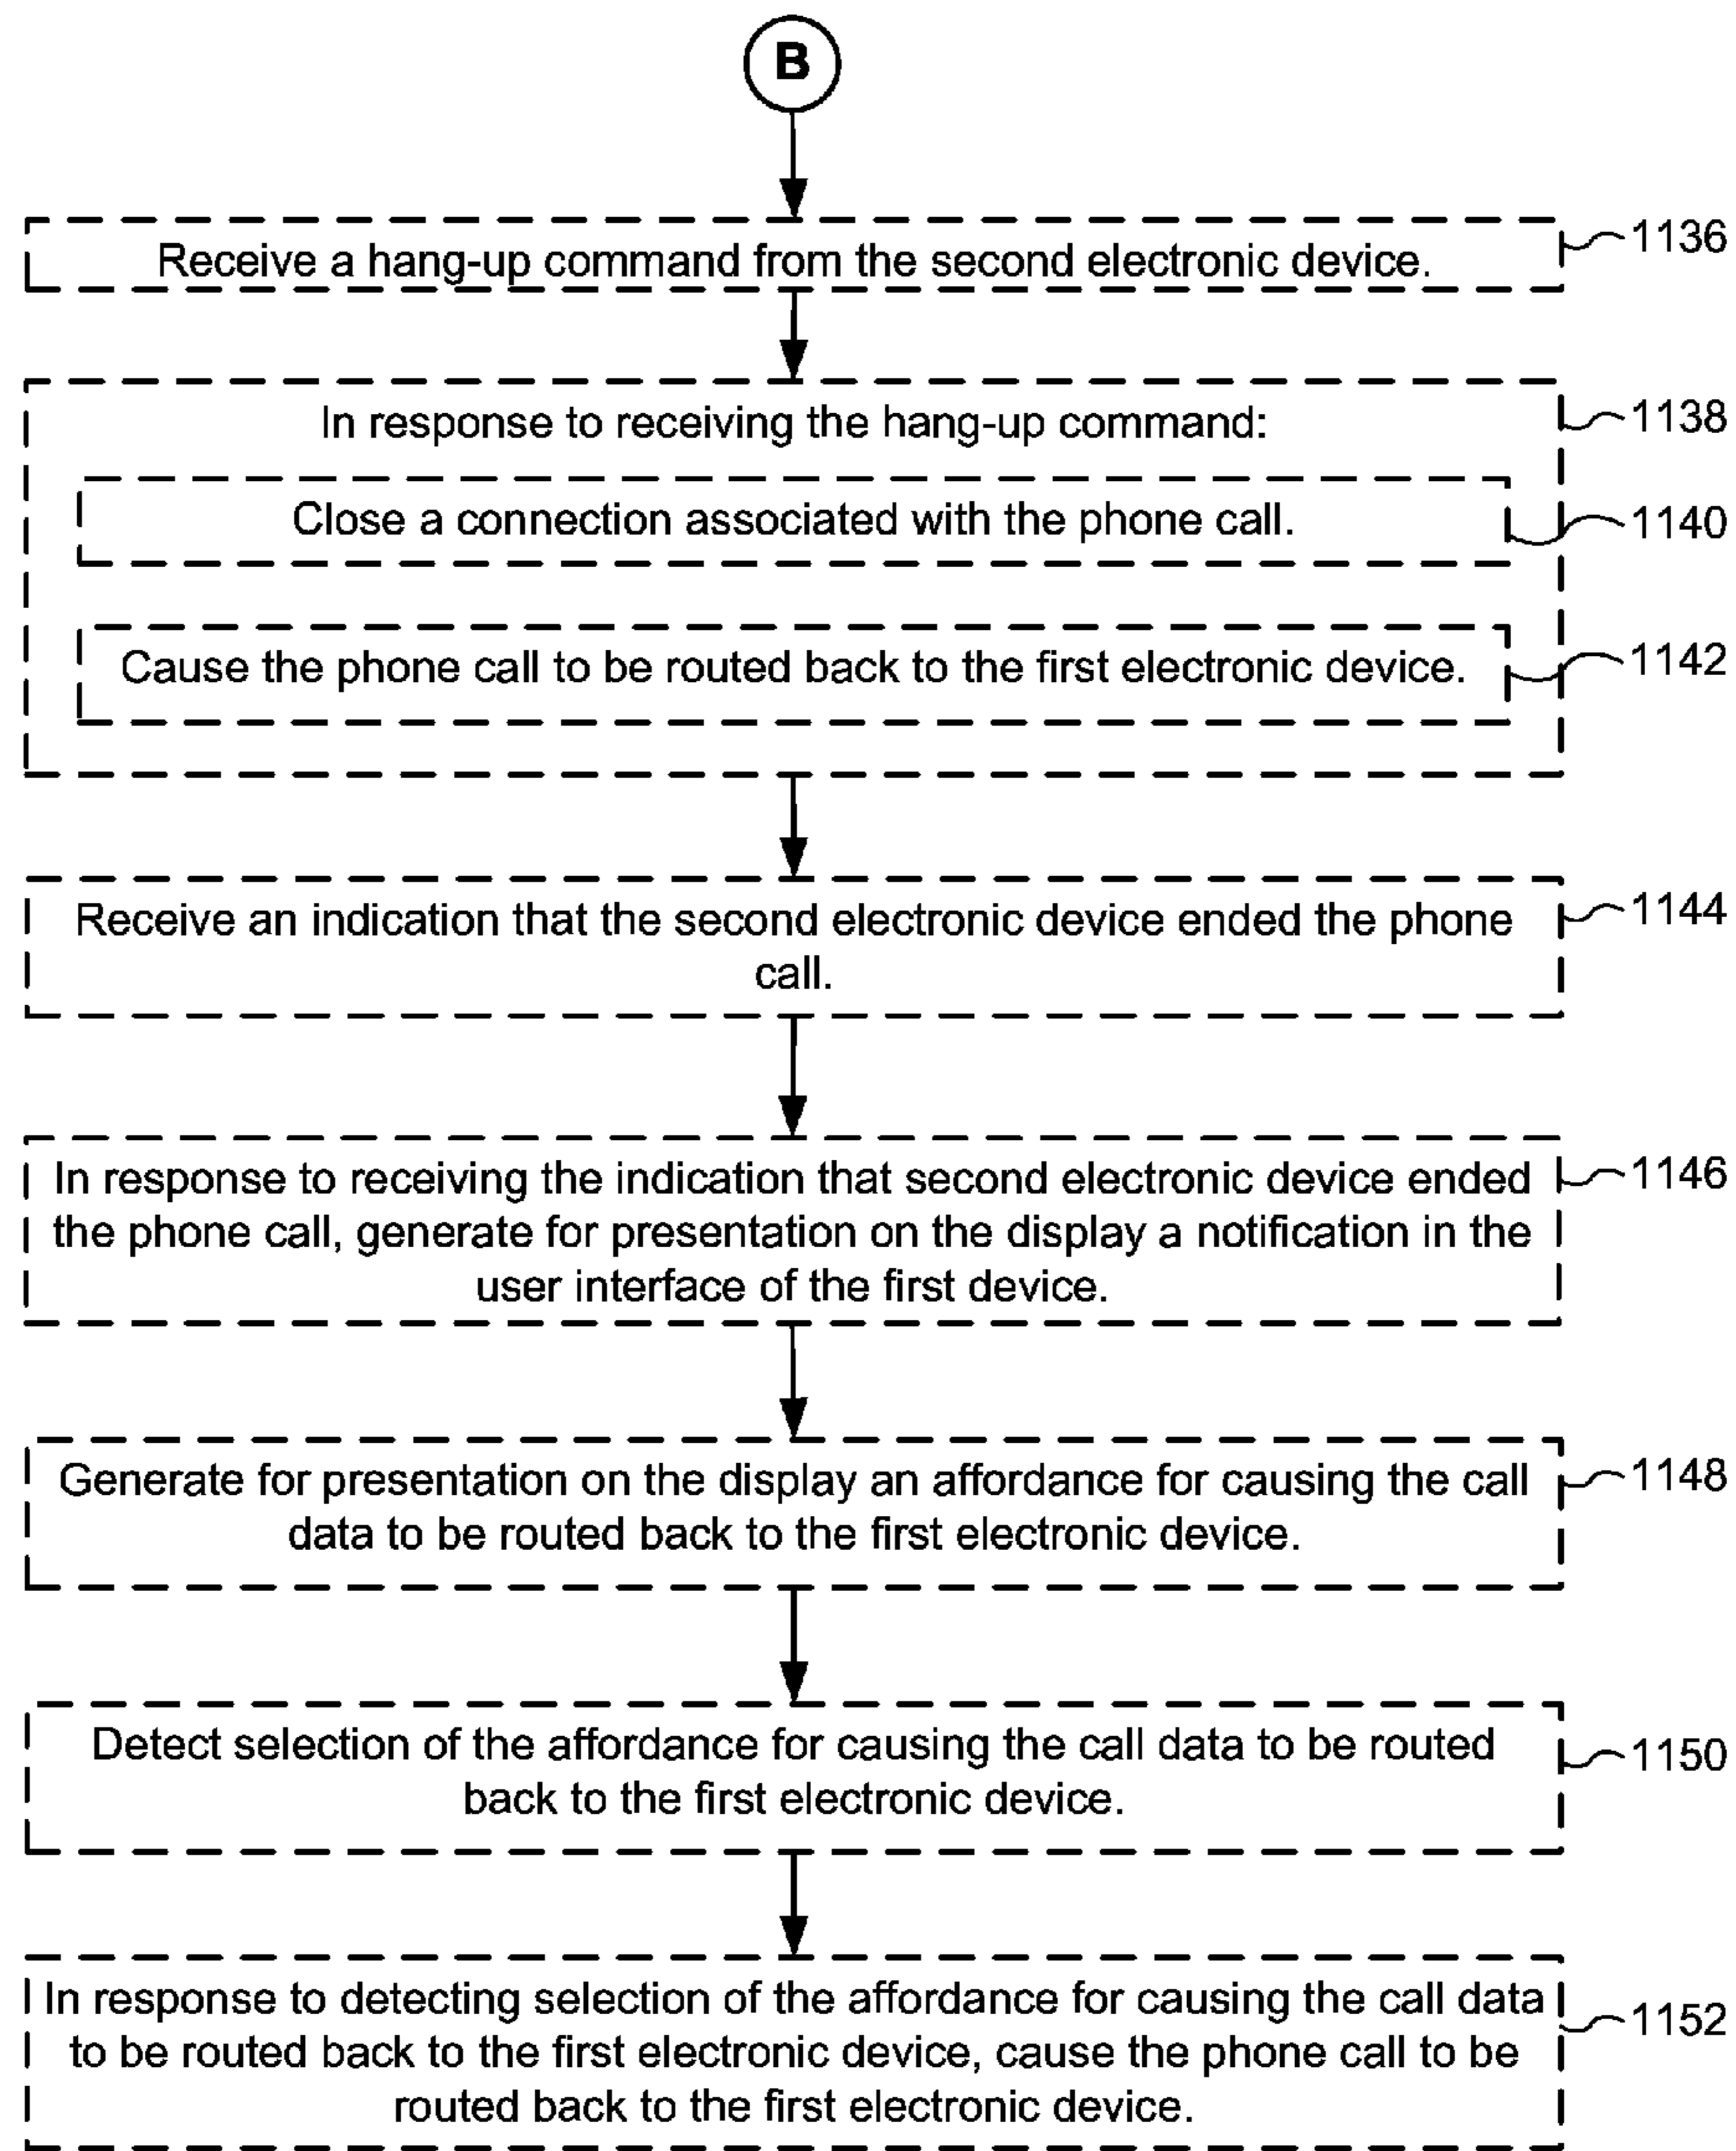 B
Receive a hang-up command from the second electronic device.
1136
In response to receiving the hang-up command:
1138
Close a connection associated with the phone call.
1140
Cause the phone call to be routed back to the first electronic device.
1142
Receive an indication that the second electronic device ended the phone
call.
1144
In response to receiving the indication that second electronic device ended
the phone call, generate for presentation on the display a notification in the
user interface of the first device.
1146
Generate for presentation on the display an affordance for causing the call
data to be routed back to the first electronic device.
1148
Detect selection of the affordance for causing the call data to be routed
back to the first electronic device.
1150
In response to detecting selection of the affordance for causing the call data
to be routed back to the first electronic device, cause the phone call to be
routed back to the first electronic device.
1152